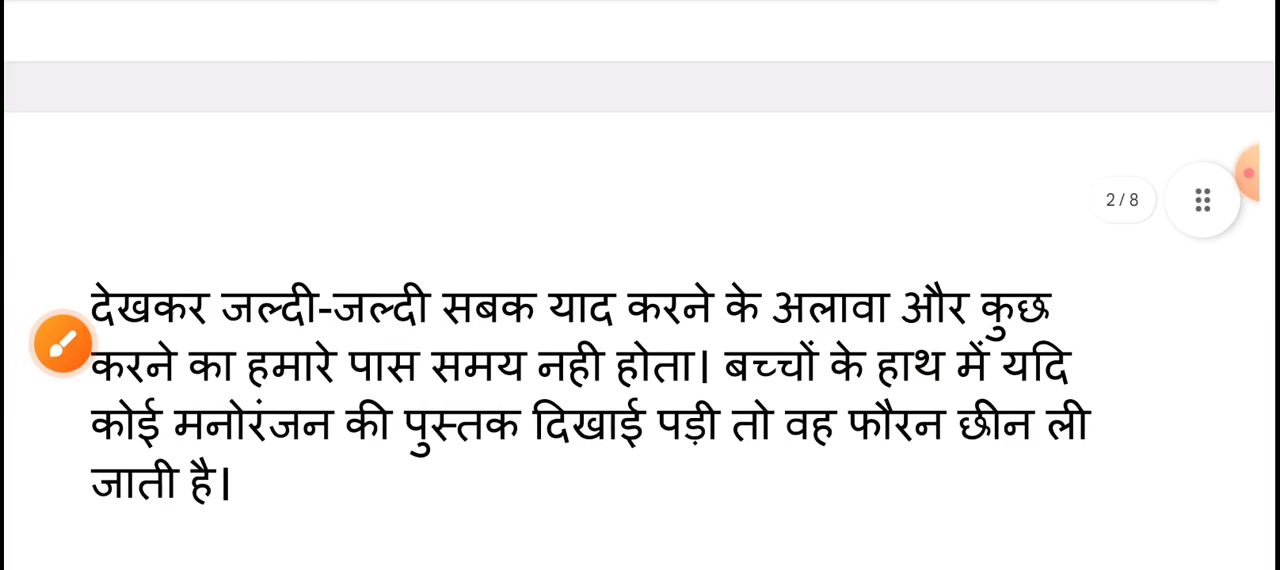 2 / 8
देखकर जल्दी-जल्दी सबक याद करने के अलावा और कुछ
करने का हमारे पास समय नही होता। बच्चों के हाथ में यदि
कोई मनोरंजन की पुस्तक दिखाई पड़ी तो वह फौरन छीन ली
जाती है।